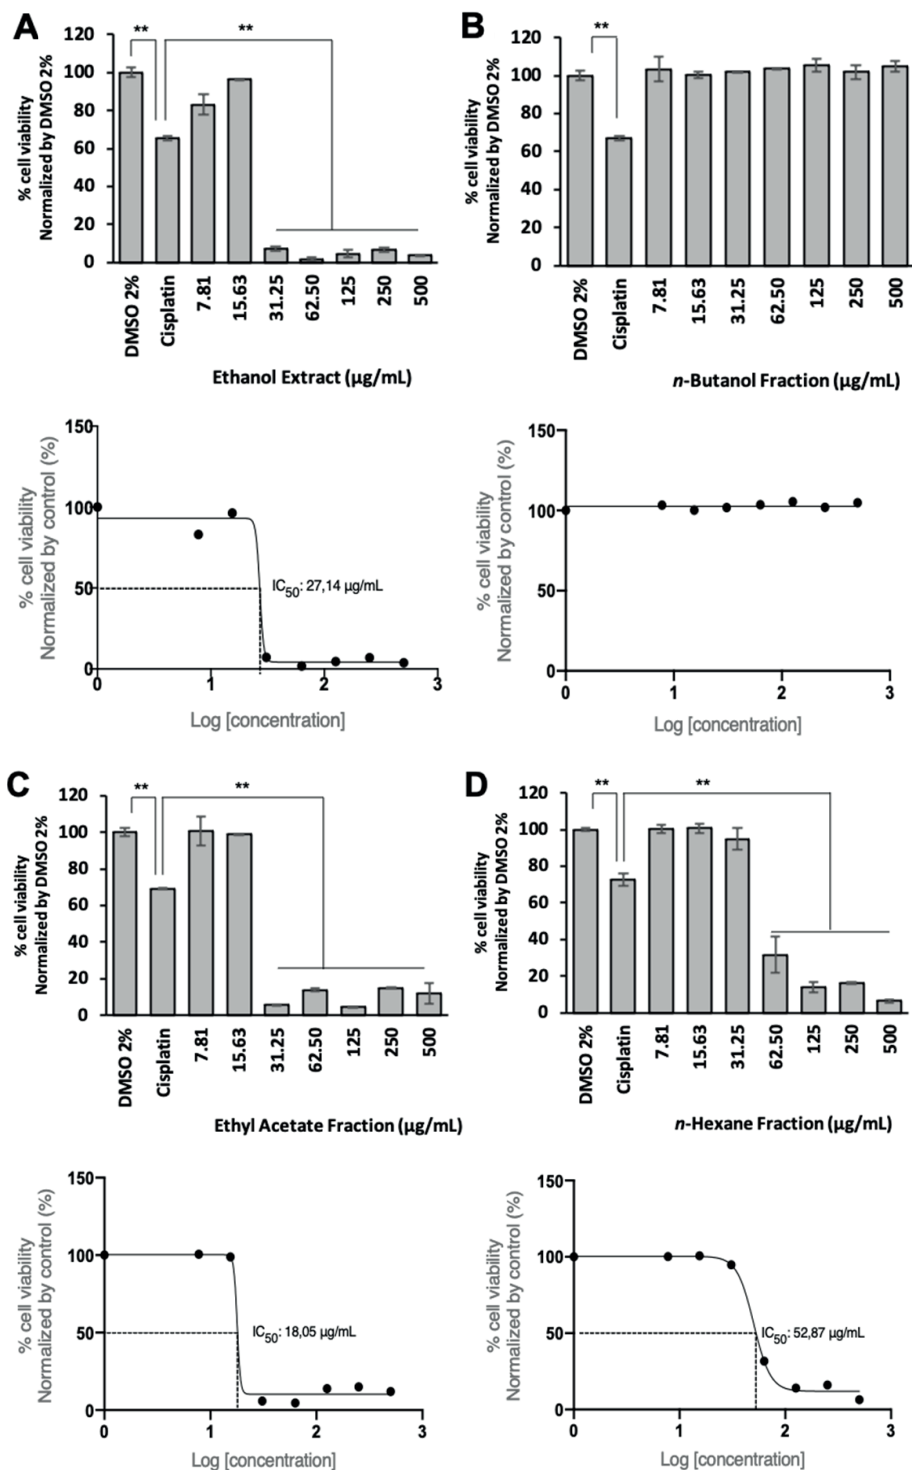 A
% cell viability
Normalized by DMSO 2%
120
100
80
60
40
20
0
**
**
DMSO 2%
Cisplatin
7.81
15.63
31.25
62.50
125
250
500
Ethanol Extract (µg/mL)
% cell viability
Normalized by control (%)
150
100
50
0
IC50: 27,14 µg/mL
0
1
2
3
Log [concentration]
B
% cell viability
Normalized by DMSO 2%
120
100
80
60
40
20
0
**
DMSO 2%
Cisplatin
7.81
15.63
31.25
62.50
125
250
500
n-Butanol Fraction (µg/mL)
% cell viability
Normalized by control (%)
150
100
50
0
0
1
2
3
Log [concentration]
C
% cell viability
Normalized by DMSO 2%
120
100
80
60
40
20
0
**
**
DMSO 2%
Cisplatin
7.81
15.63
31.25
62.50
125
250
500
Ethyl Acetate Fraction (µg/mL)
% cell viability
Normalized by control (%)
150
100
50
0
IC50: 18,05 µg/mL
0
1
2
3
Log [concentration]
D
% cell viability
Normalized by DMSO 2%
120
100
80
60
40
20
0
**
**
DMSO 2%
Cisplatin
7.81
15.63
31.25
62.50
125
250
500
n-Hexane Fraction (µg/mL)
% cell viability
Normalized by control (%)
150
100
50
0
IC50: 52,87 µg/mL
0
1
2
3
Log [concentration]